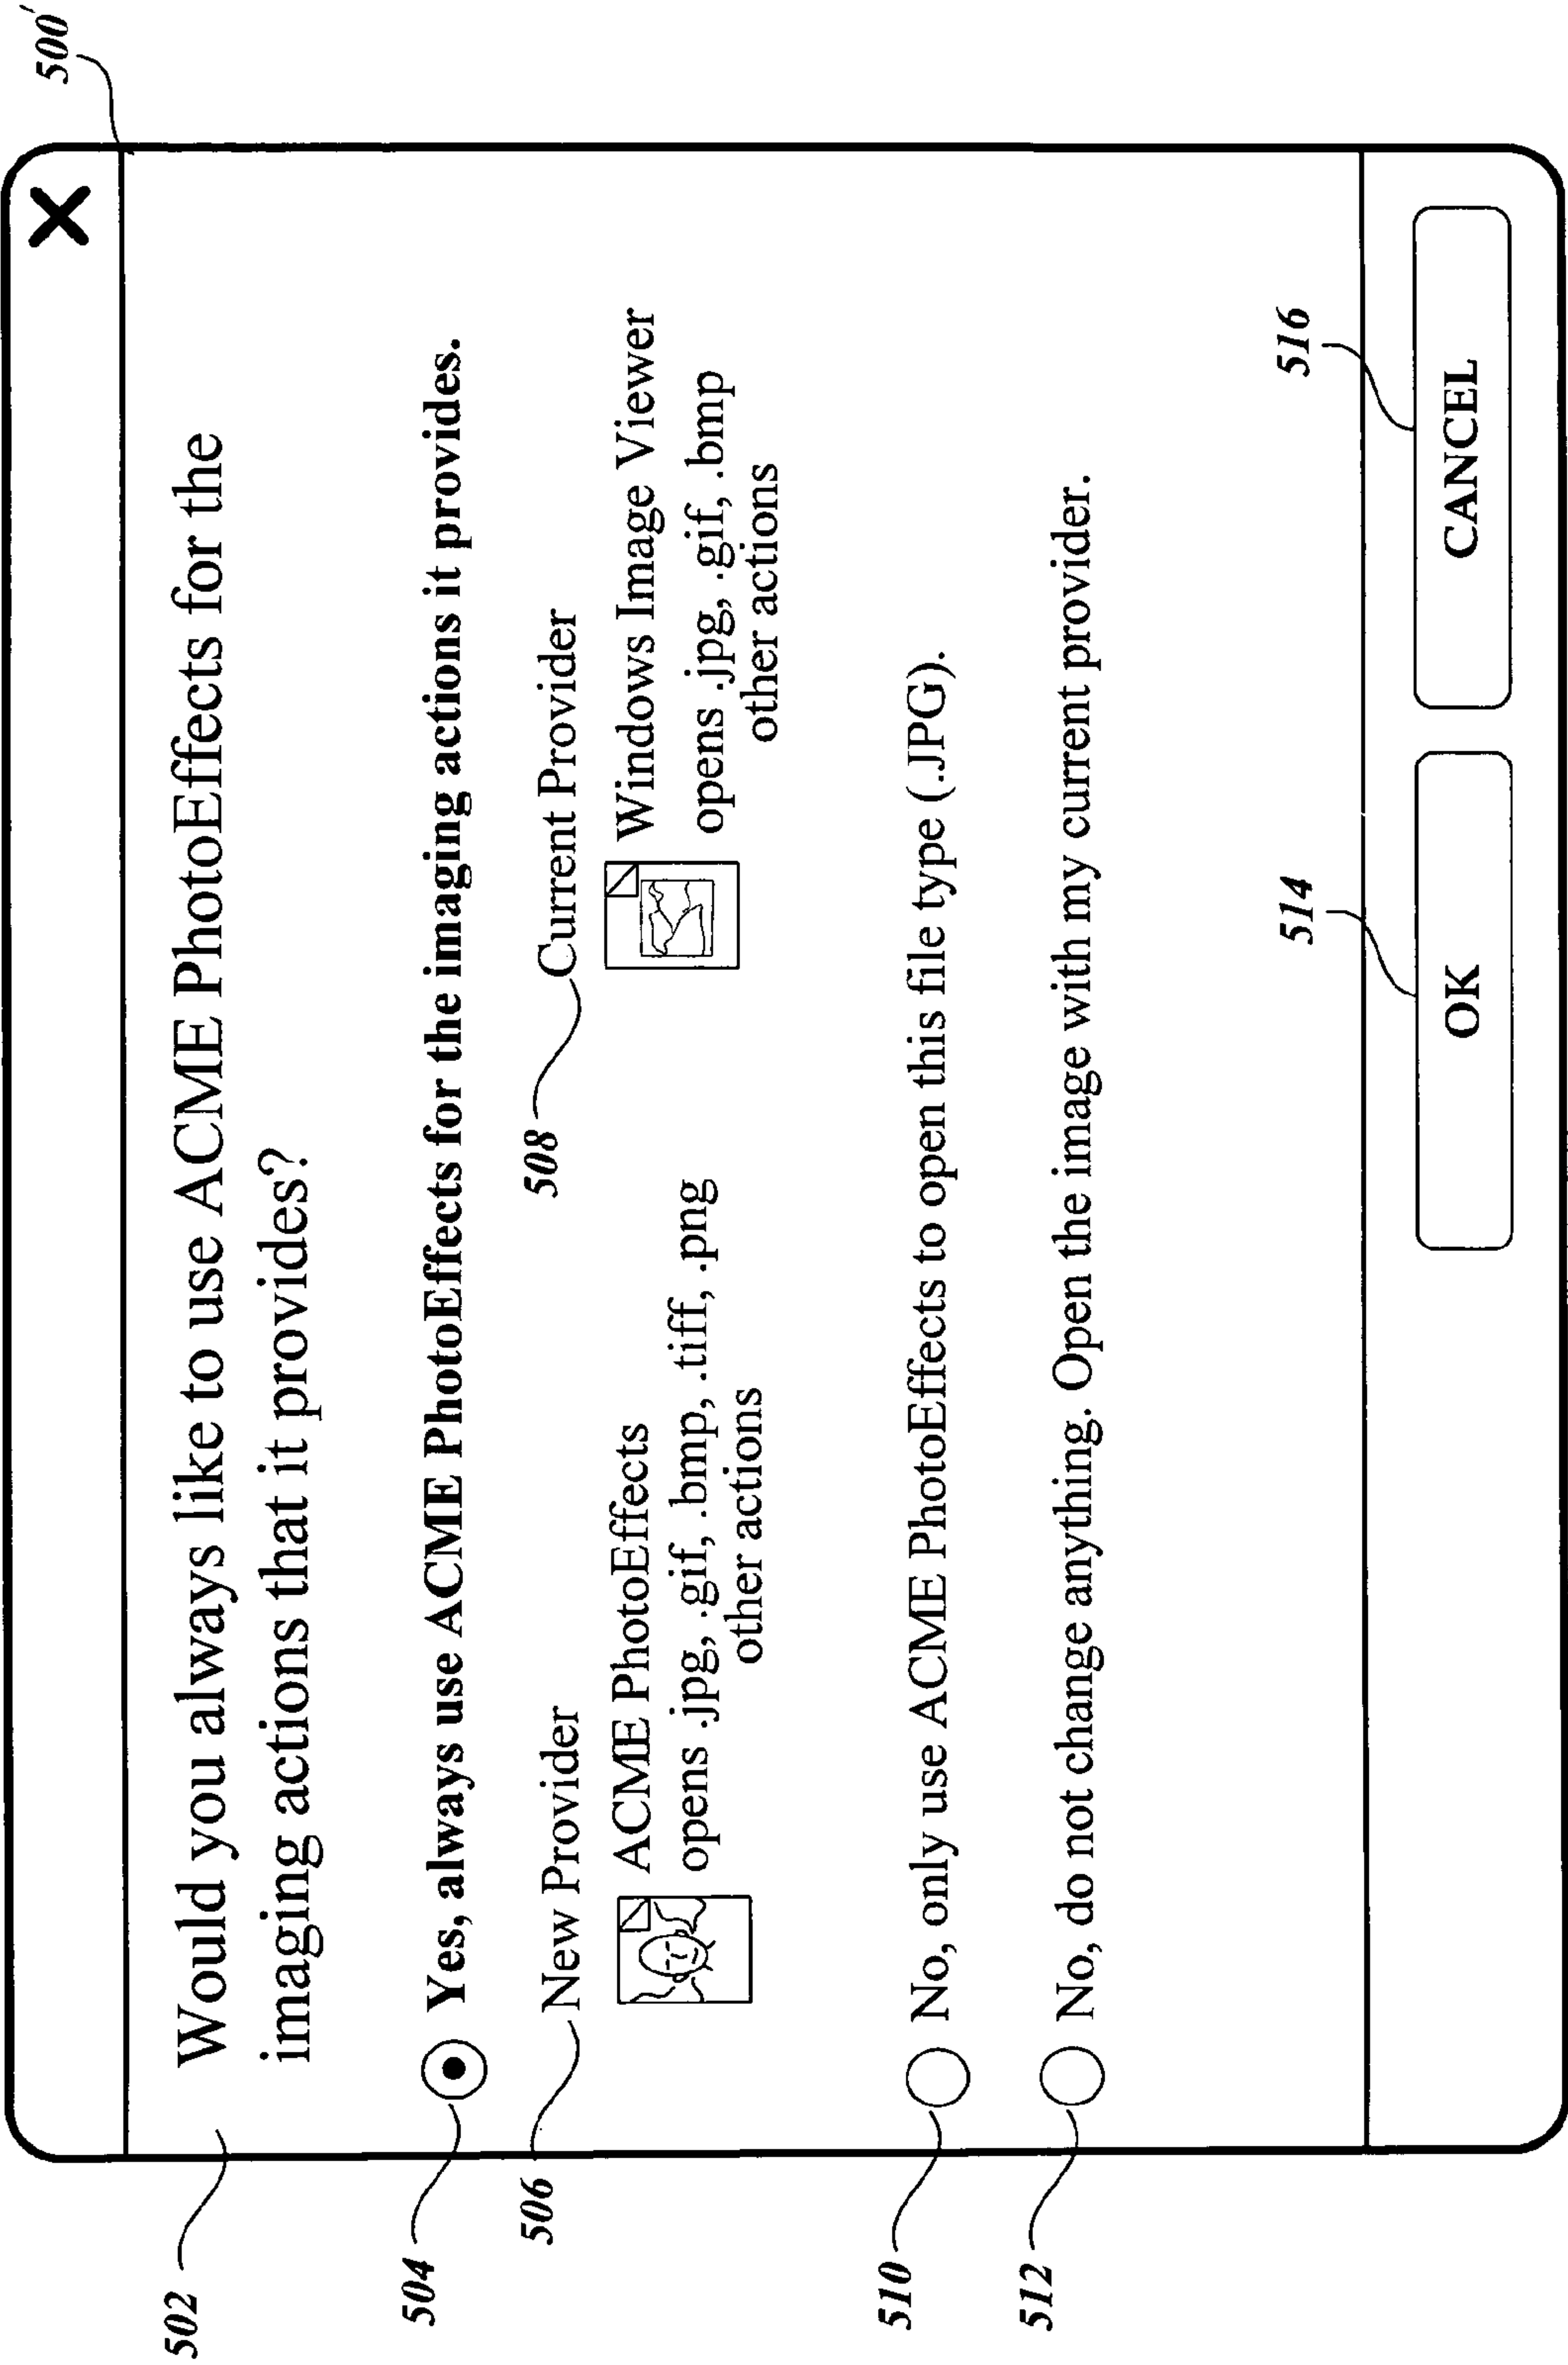 500'
502
Would you always like to use ACME PhotoEffects for the
imaging actions that it provides?
504
Yes, always use ACME PhotoEffects for the imaging actions it provides.
506
New Provider
ACME PhotoEffects
opens .jpg, .gif, .bmp, .tiff, .png
other actions
508
Current Provider
Windows Image Viewer
opens .jpg, .gif, .bmp
other actions
510
No, only use ACME PhotoEffects to open this file type (.JPG).
512
No, do not change anything. Open the image with my current provider.
514
OK
516
CANCEL